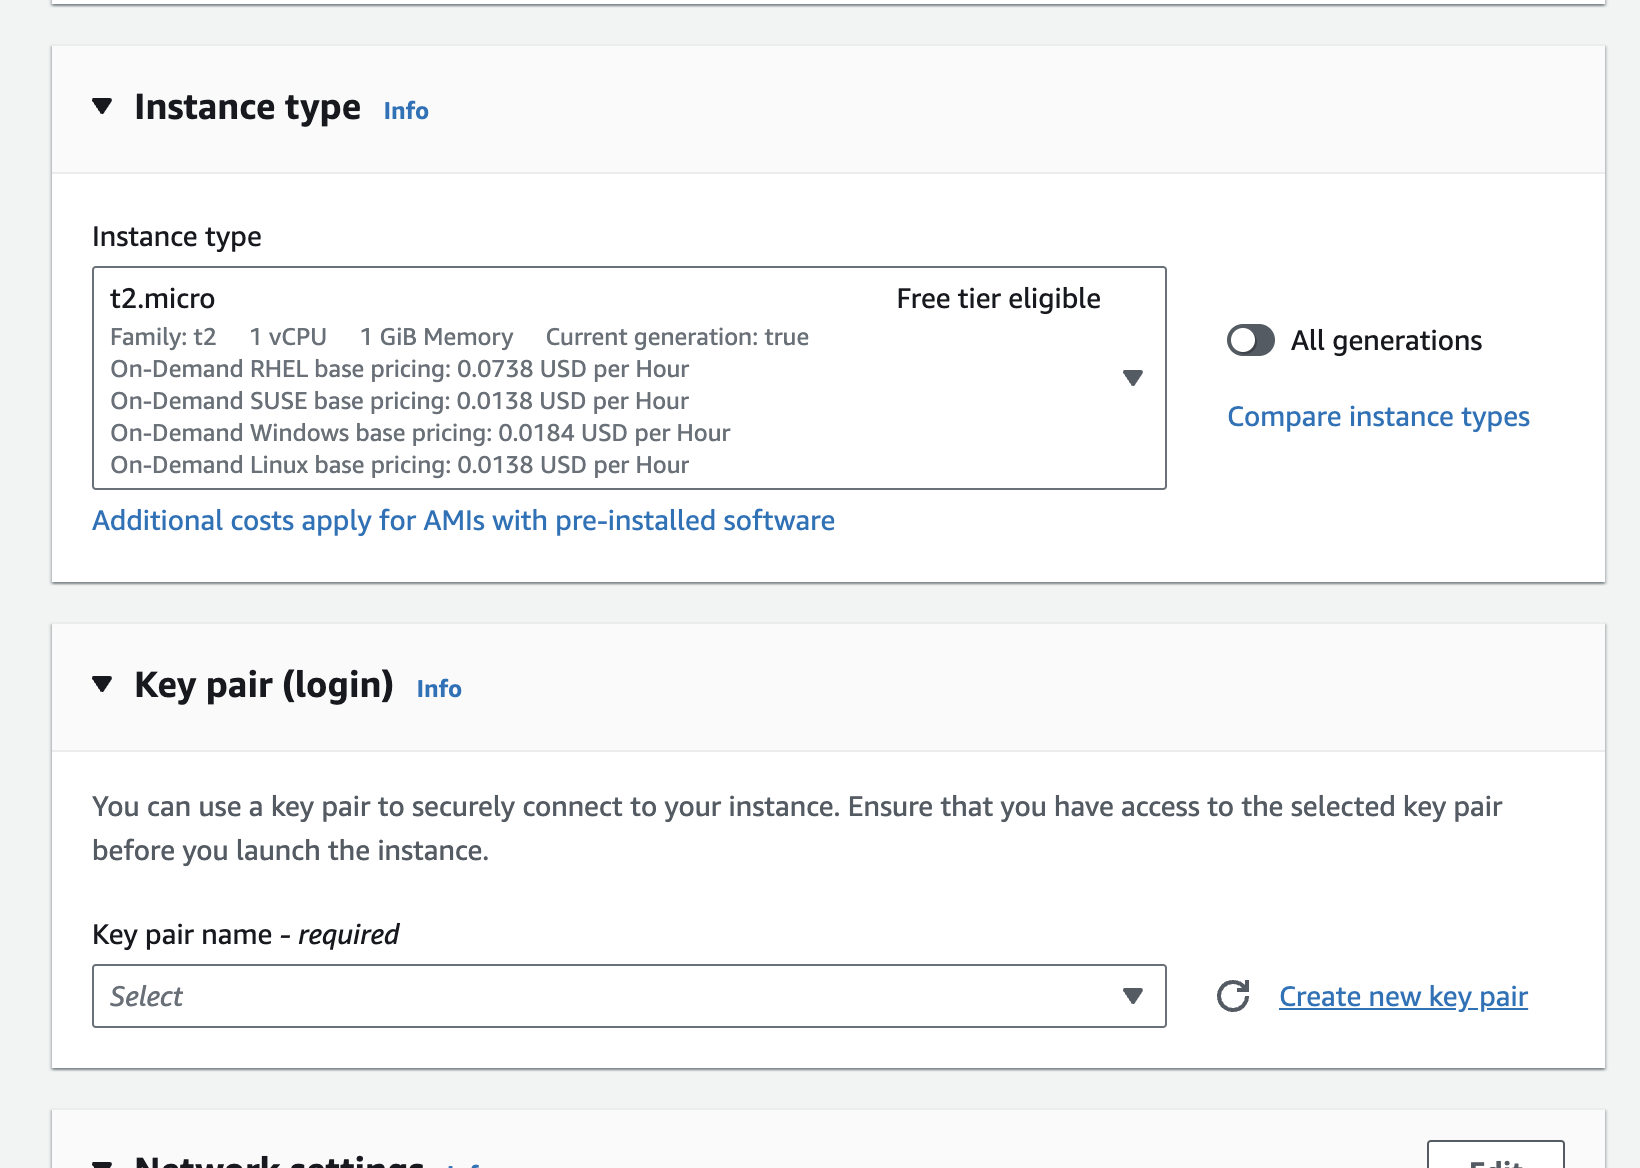 Instance type Info
Instance type
t2.micro Free tier eligible
Family: t2 1 vCPU 1 GiB Memory Current generation: true
On-Demand RHEL base pricing: 0.0738 USD per Hour
On-Demand SUSE base pricing: 0.0138 USD per Hour
On-Demand Windows base pricing: 0.0184 USD per Hour
On-Demand Linux base pricing: 0.0138 USD per Hour
All generations
Compare instance types
Additional costs apply for AMIs with pre-installed software
Key pair (login) Info
You can use a key pair to securely connect to your instance. Ensure that you have access to the selected key pair
before you launch the instance.
Key pair name - required
Select
Create new key pair
Network settings Info
Edit